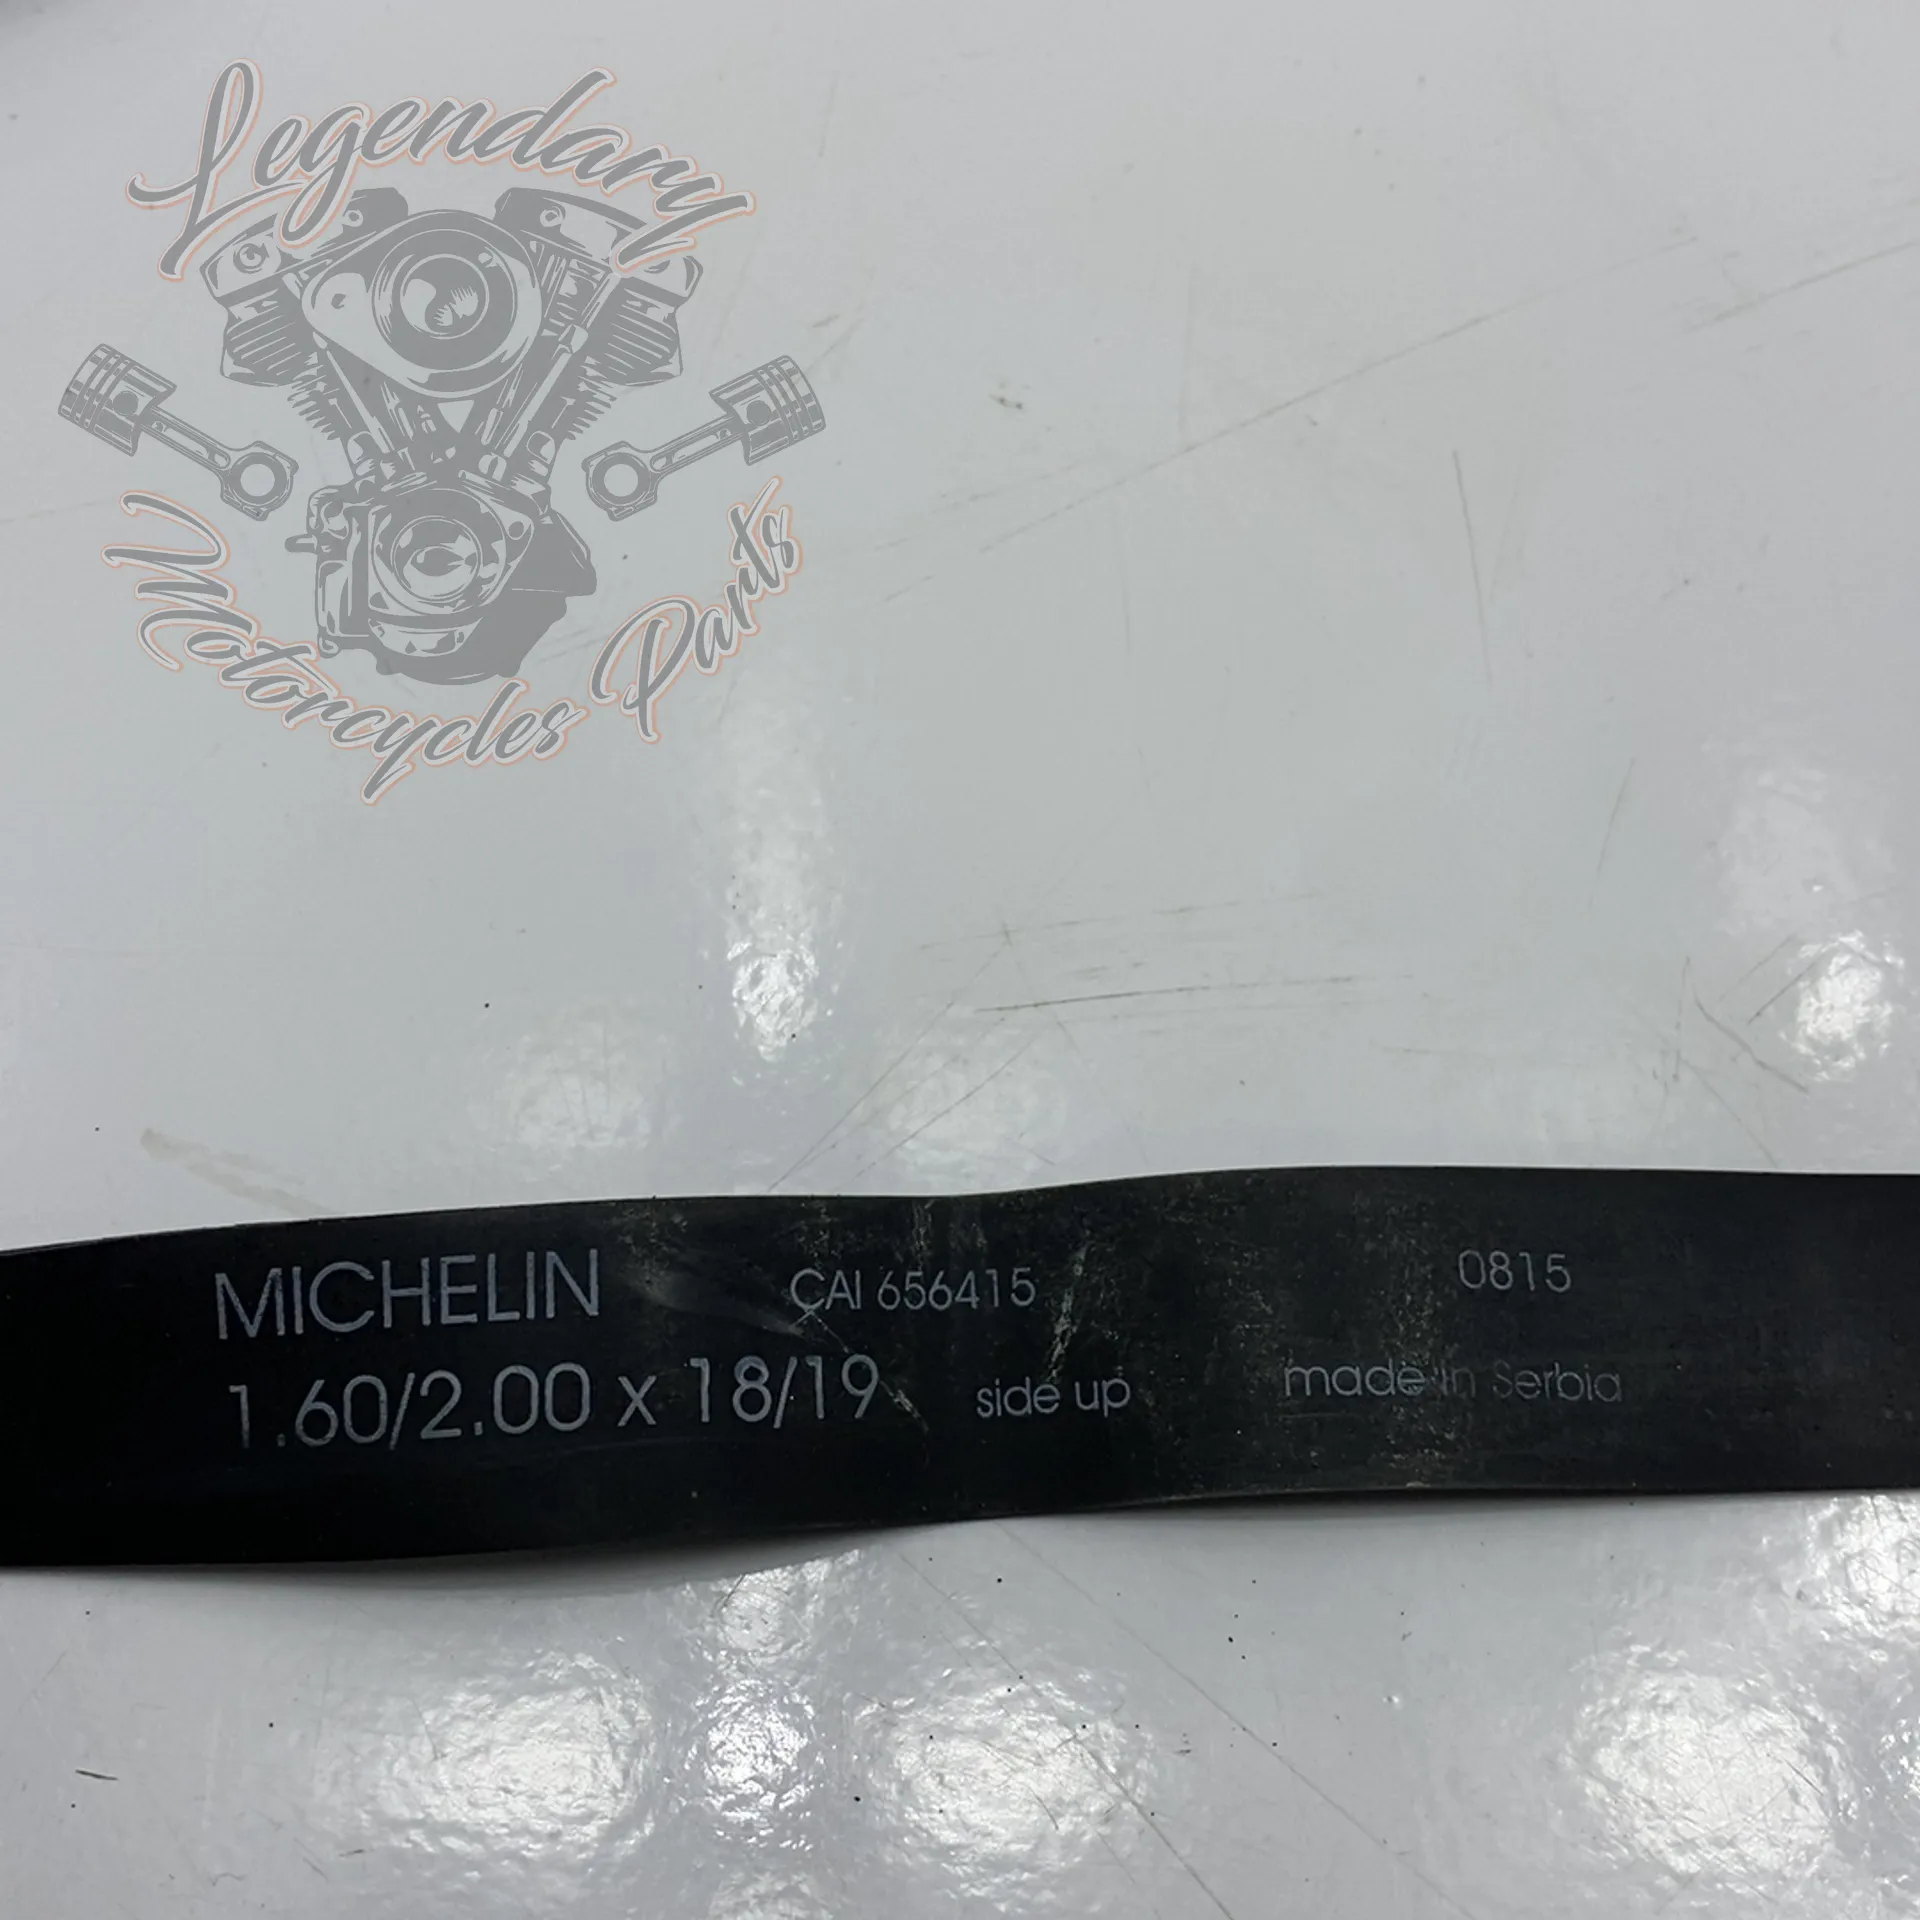 Legendary
Motorcycles Parts
MICHELIN CAI 656415 0815
1.60/2.00 x 18/19 side up made in Serbia